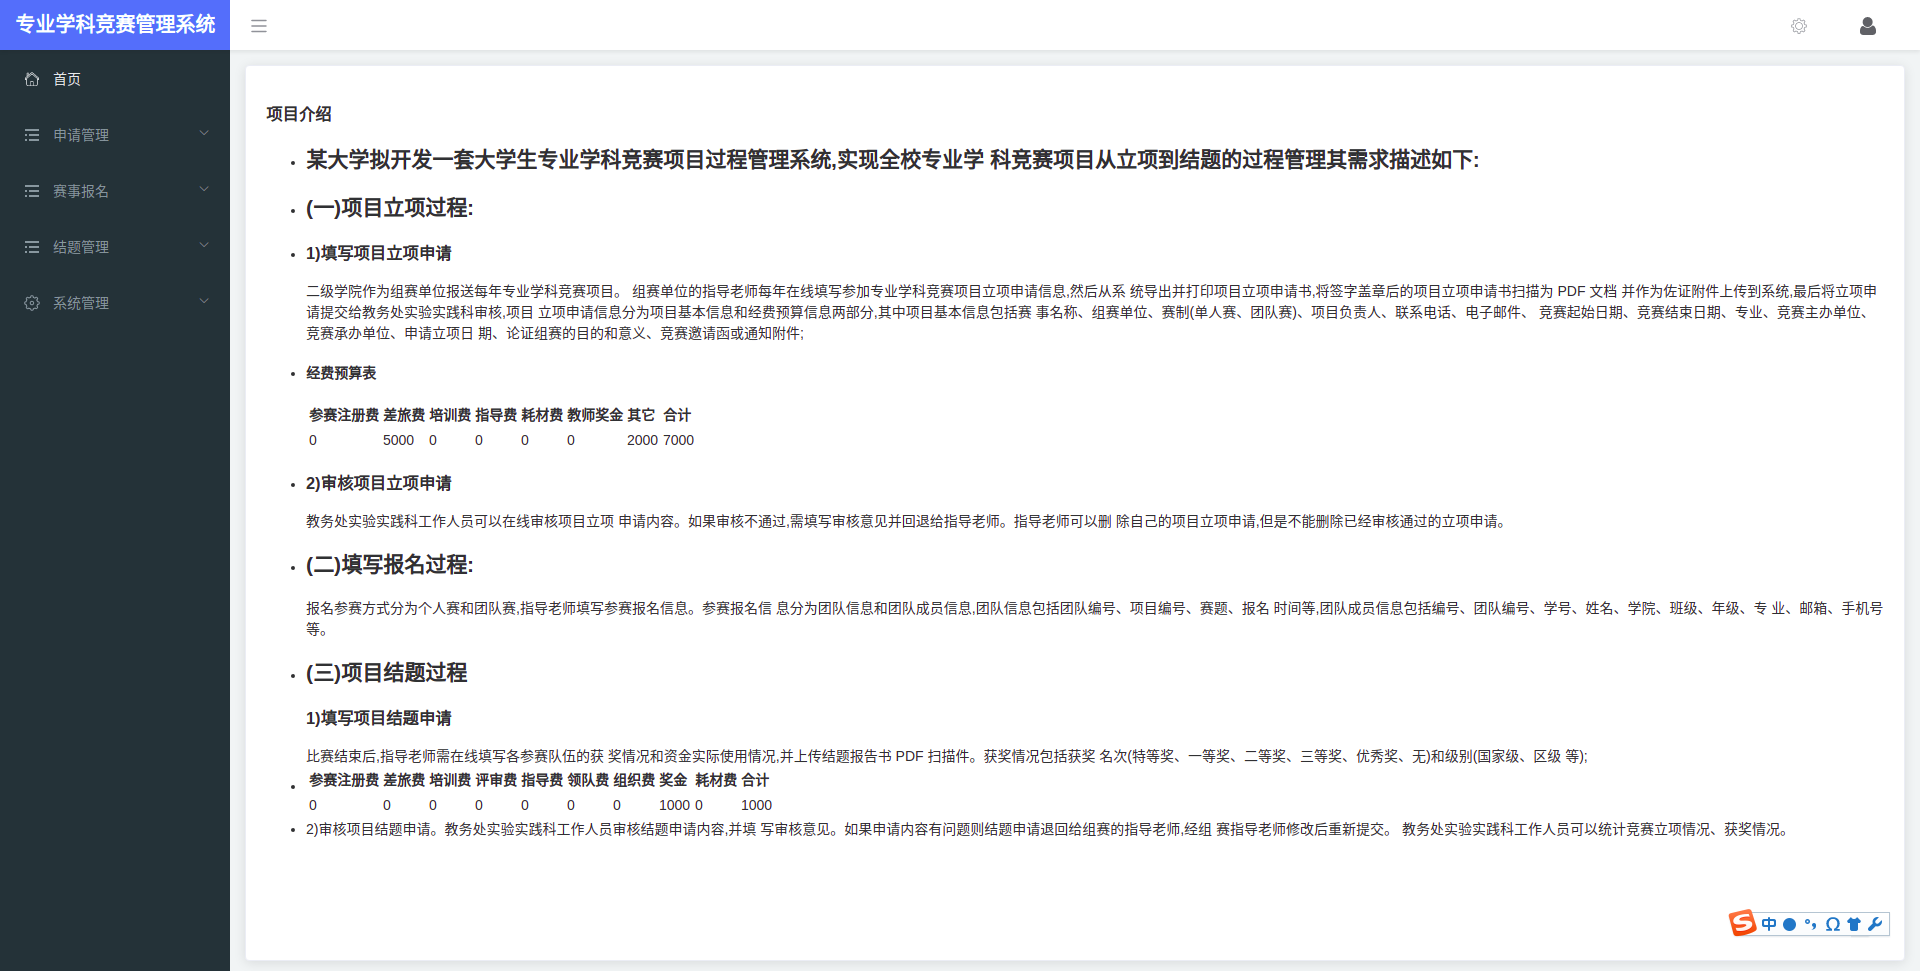 专业学科竞赛管理系统
首页
申请管理
赛事报名
结题管理
系统管理
项目介绍
某大学拟开发一套大学生专业学科竞赛项目过程管理系统,实现全校专业学 科竞赛项目从立项到结题的过程管理其需求描述如下:
(一)项目立项过程:
1)填写项目立项申请
二级学院作为组赛单位报送每年专业学科竞赛项目。 组赛单位的指导老师每年在线填写参加专业学科竞赛项目立项申请信息,然后从系 统导出并打印项目立项申请书,将签字盖章后的项目立项申请书扫描为 PDF 文档 并作为佐证附件上传到系统,最后将立项申
请提交给教务处实验实践科审核,项目 立项申请信息分为项目基本信息和经费预算信息两部分,其中项目基本信息包括赛 事名称、组赛单位、赛制(单人赛、团队赛)、项目负责人、联系电话、电子邮件、 竞赛起始日期、竞赛结束日期、专业、竞赛主办单位、
竞赛承办单位、申请立项日 期、论证组赛的目的和意义、竞赛邀请函或通知附件;
经费预算表
参赛注册费 差旅费 培训费 指导费 耗材费 教师奖金 其它 合计
0 5000 0 0 0 0 2000 7000
2)审核项目立项申请
教务处实验实践科工作人员可以在线审核项目立项 申请内容。如果审核不通过,需填写审核意见并回退给指导老师。指导老师可以删 除自己的项目立项申请,但是不能删除已经审核通过的立项申请。
(二)填写报名过程:
报名参赛方式分为个人赛和团队赛,指导老师填写参赛报名信息。参赛报名信 息分为团队信息和团队成员信息,团队信息包括团队编号、项目编号、赛题、报名 时间等,团队成员信息包括编号、团队编号、学号、姓名、学院、班级、年级、专 业、邮箱、手机号
等。
(三)项目结题过程
1)填写项目结题申请
比赛结束后,指导老师需在线填写各参赛队伍的获 奖情况和资金实际使用情况,并上传结题报告书 PDF 扫描件。获奖情况包括获奖 名次(特等奖、一等奖、二等奖、三等奖、优秀奖、无)和级别(国家级、区级 等);
参赛注册费 差旅费 培训费 评审费 指导费 领队费 组织费 奖金 耗材费 合计
0 0 0 0 0 0 0 1000 0 1000
2)审核项目结题申请。教务处实验实践科工作人员审核结题申请内容,并填 写审核意见。如果申请内容有问题则结题申请退回给组赛的指导老师,经组 赛指导老师修改后重新提交。 教务处实验实践科工作人员可以统计竞赛立项情况、获奖情况。
中